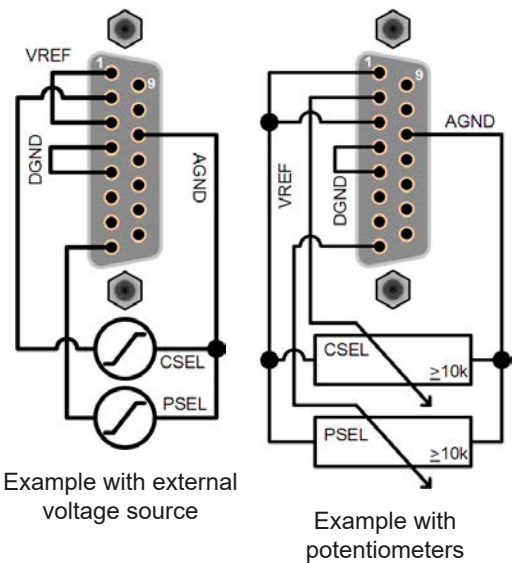 VREF
1
9
DGND
AGND
CSEL
PSEL
Example with external
voltage source
1
9
AGND
VREF
DGND
CSEL
≥10k
PSEL
≥10k
Example with
potentiometers